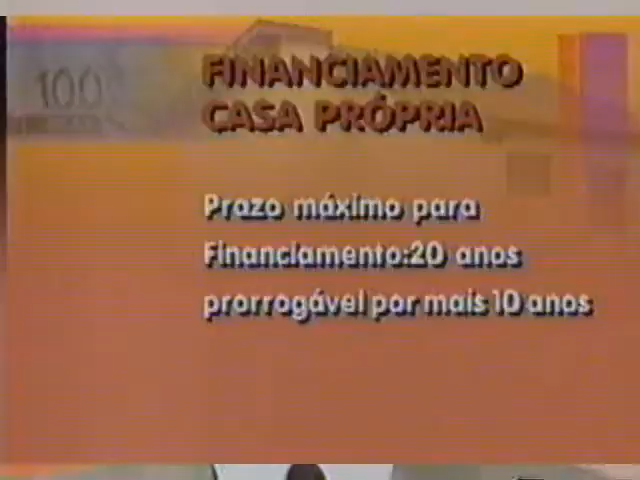 100
FINANCIAMENTO
CASA PRÓPRIA
Prazo máximo para
Financiamento:20 anos
prorrogável por mais 10 anos